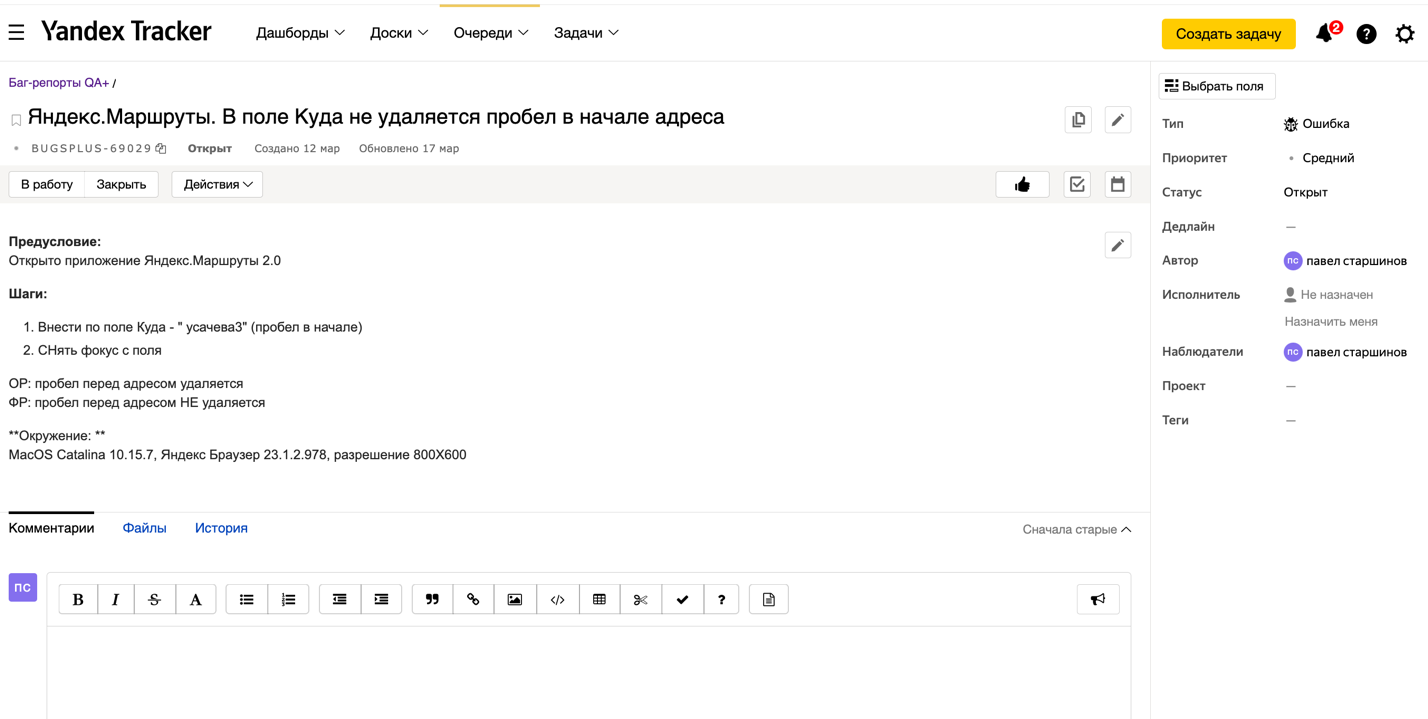 Yandex Tracker
Дашборды
Доски
Очереди
Задачи
Создать задачу
2
?
Баг-репорты QA+ /
Яндекс.Маршруты. В поле Куда не удаляется пробел в начале адреса
BUGSPLUS-69029
Открыт
Создано 12 мар
Обновлено 17 мар
В работу
Закрыть
Действия
Предусловие:
Открыто приложение Яндекс.Маршруты 2.0
Шаги:
1. Внести по поле Куда - " усачева3" (пробел в начале)
2. СНять фокус с поля
ОР: пробел перед адресом удаляется
ФР: пробел перед адресом НЕ удаляется
**Окружение: **
MacOS Catalina 10.15.7, Яндекс Браузер 23.1.2.978, разрешение 800X600
Комментарии
Файлы
История
Сначала старые
ПС
B
I
S
A
?
Выбрать поля
Тип
Ошибка
Приоритет
Средний
Статус
Открыт
Дедлайн
—
Автор
ПС павел старшинов
Исполнитель
Не назначен
Назначить меня
Наблюдатели
ПС павел старшинов
Проект
—
Теги
—